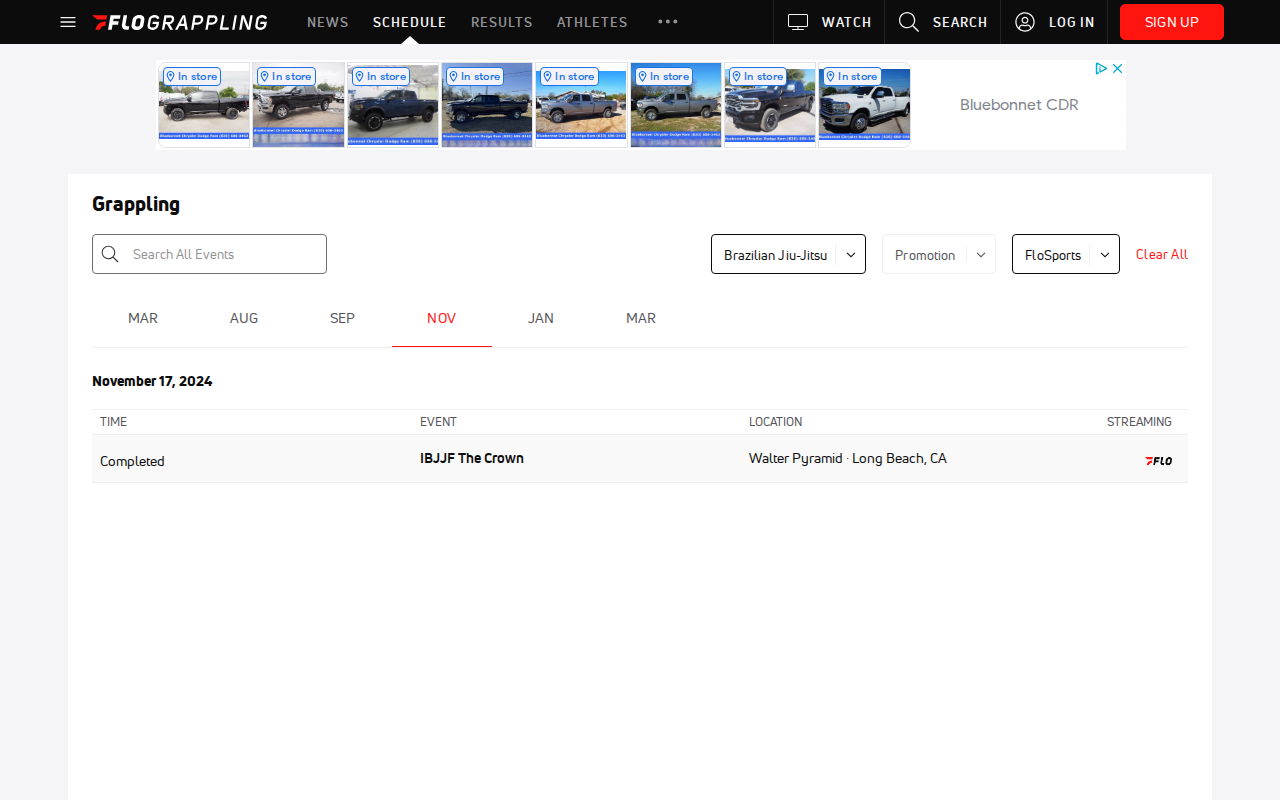 FLOGRAPPLING
NEWS
SCHEDULE
RESULTS
ATHLETES
WATCH
SEARCH
LOG IN
SIGN UP
In store
In store
In store
In store
In store
In store
In store
In store
Bluebonnet CDR
Grappling
Search All Events
Brazilian Jiu-Jitsu
Promotion
FloSports
Clear All
MAR
AUG
SEP
NOV
JAN
MAR
November 17, 2024
TIME
EVENT
LOCATION
STREAMING
Completed
IBJJF The Crown
Walter Pyramid · Long Beach, CA
FLO